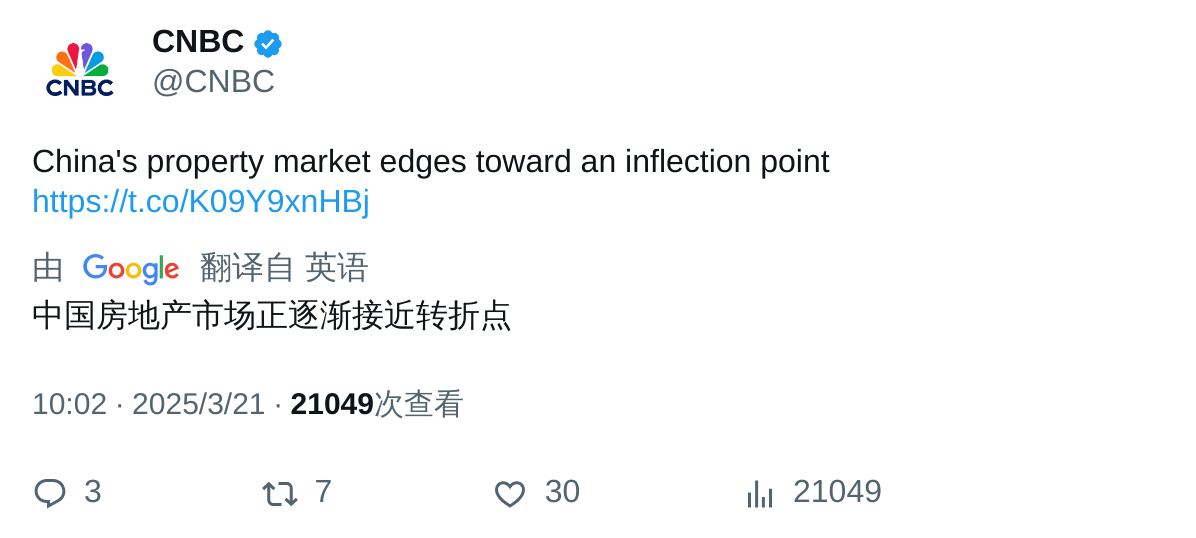 CNBC
@CNBC
CNBC
China's property market edges toward an inflection point
https://t.co/K09Y9xnHBj
由 Google 翻译自 英语
中国房地产市场正逐渐接近转折点
10:02 · 2025/3/21 · 21049次查看
3 7 30 21049